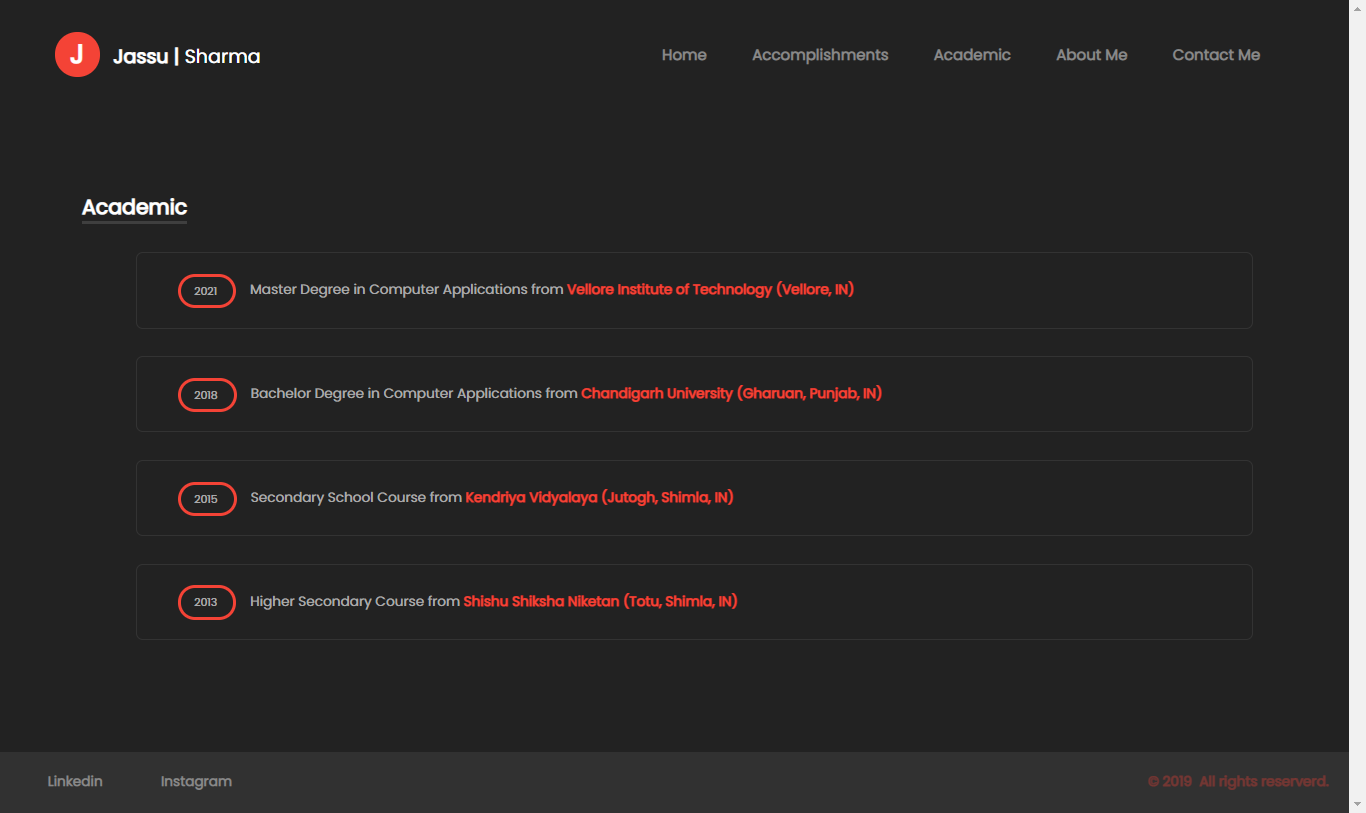 J Jassu | Sharma Home Accomplishments Academic About Me Contact Me
Academic
2021 Master Degree in Computer Applications from Vellore Institute of Technology (Vellore, IN)
2018 Bachelor Degree in Computer Applications from Chandigarh University (Gharuan, Punjab, IN)
2015 Secondary School Course from Kendriya Vidyalaya (Jutogh, Shimla, IN)
2013 Higher Secondary Course from Shishu Shiksha Niketan (Totu, Shimla, IN)
Linkedin Instagram © 2019 All rights reserverd.